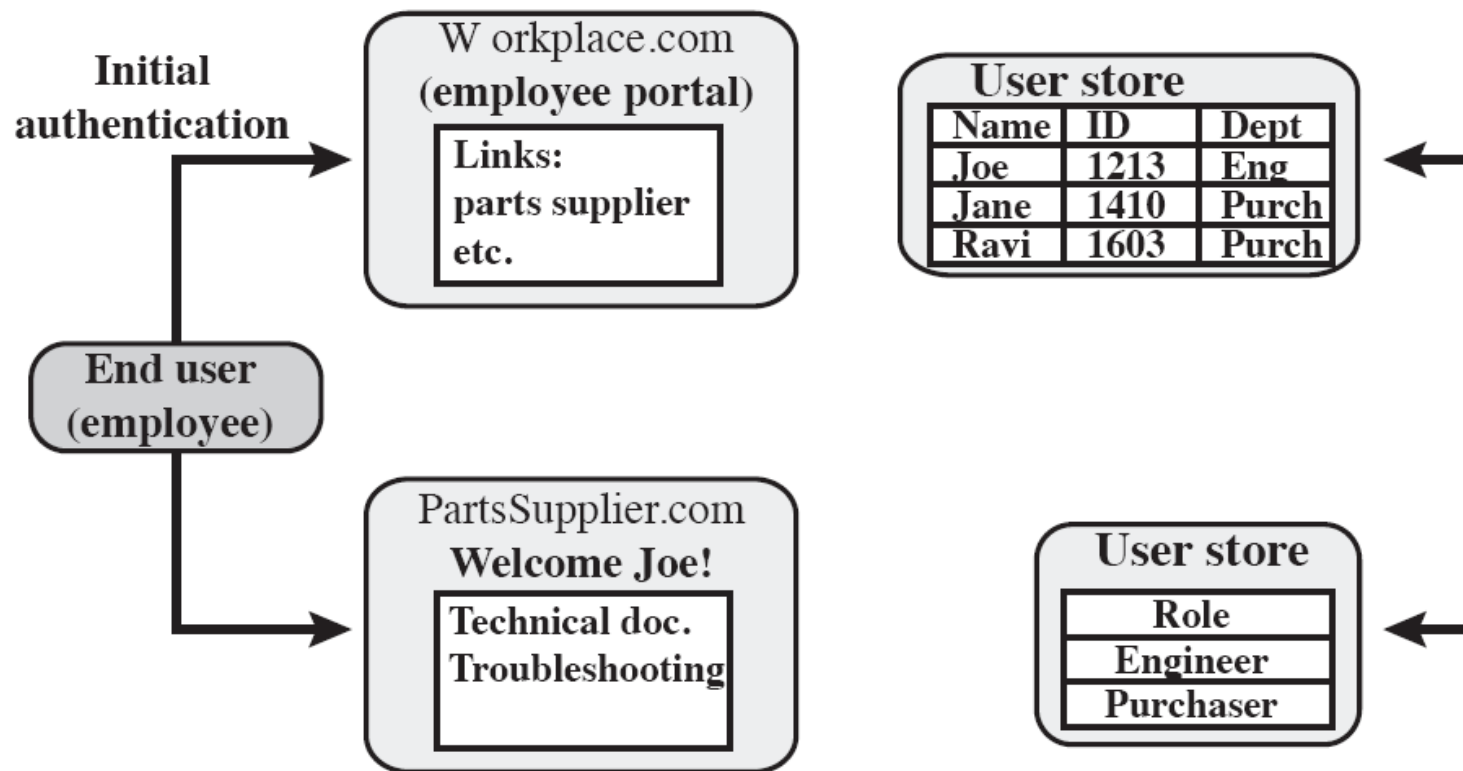 Initial
authentication
W orkplace.com
(employee portal)
Links:
parts supplier
etc.
User store
Name ID Dept
Joe 1213 Eng
Jane 1410 Purch
Ravi 1603 Purch
End user
(employee)
PartsSupplier.com
Welcome Joe!
Technical doc.
Troubleshooting
User store
Role
Engineer
Purchaser